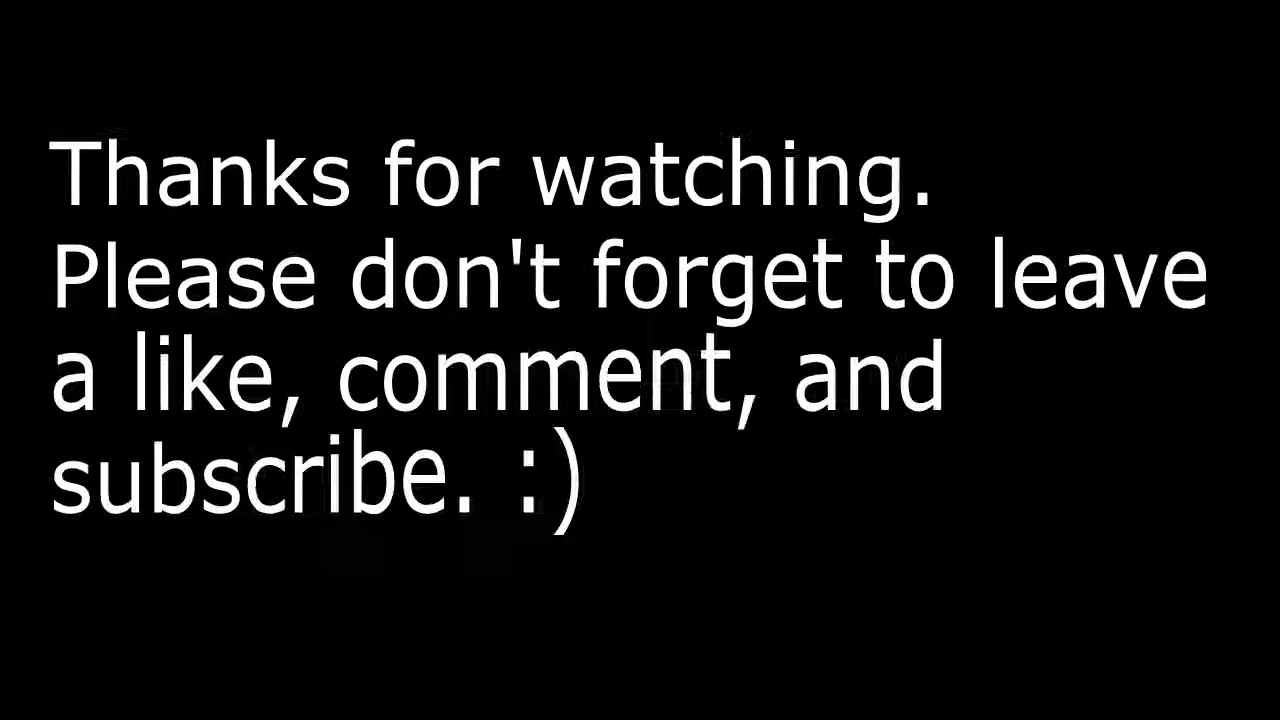 Thanks for watching.
Please don't forget to leave
a like, comment, and
subscribe. :)